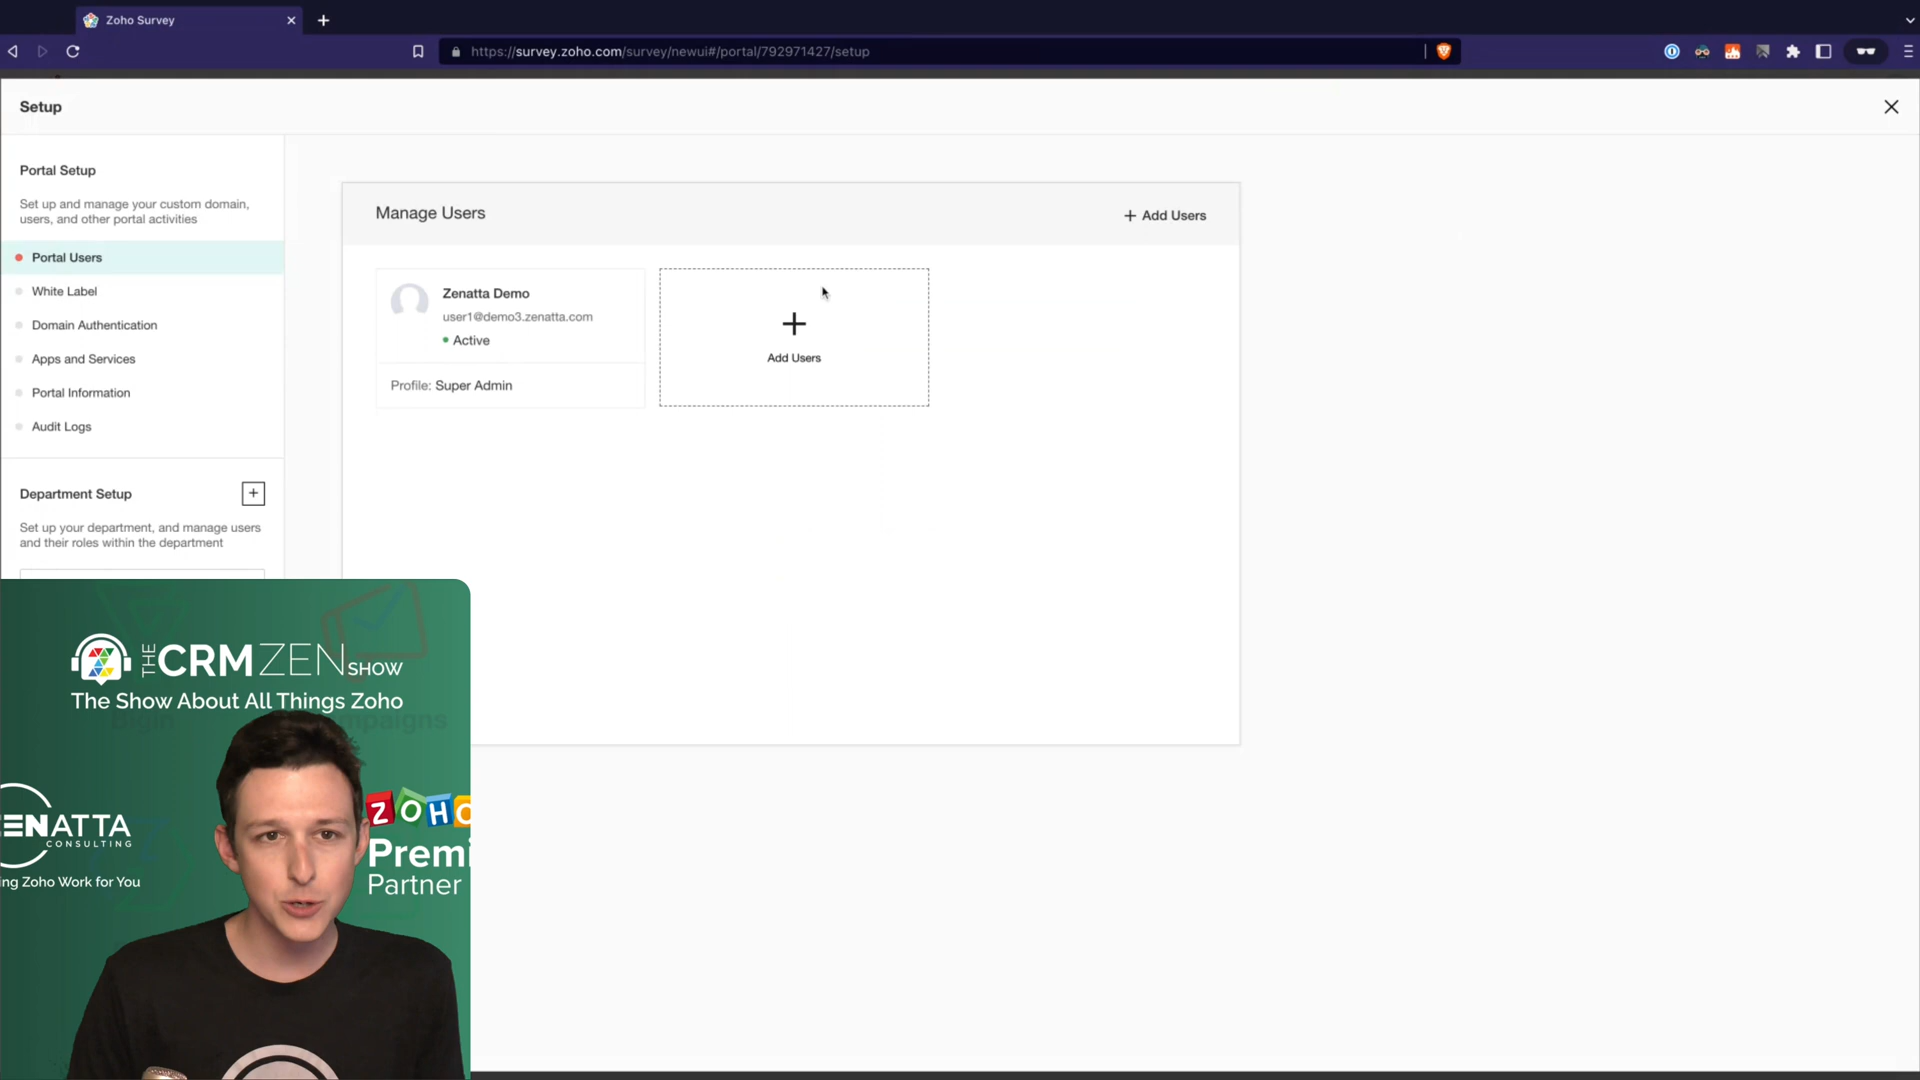 Zoho Survey
https://survey.zoho.com/survey/newui#/portal/792971427/setup
Setup
Portal Setup
Set up and manage your custom domain,
users, and other portal activities
Portal Users
White Label
Domain Authentication
Apps and Services
Portal Information
Audit Logs
Department Setup
Set up your department, and manage users
and their roles within the department
Manage Users
Add Users
Zenatta Demo
user1@demo3.zenatta.com
Active
Profile: Super Admin
Add Users
THE CRMZEN SHOW
The Show About All Things Zoho
ZENATTA
CONSULTING
ing Zoho Work for You
ZOHO
Premi
Partner